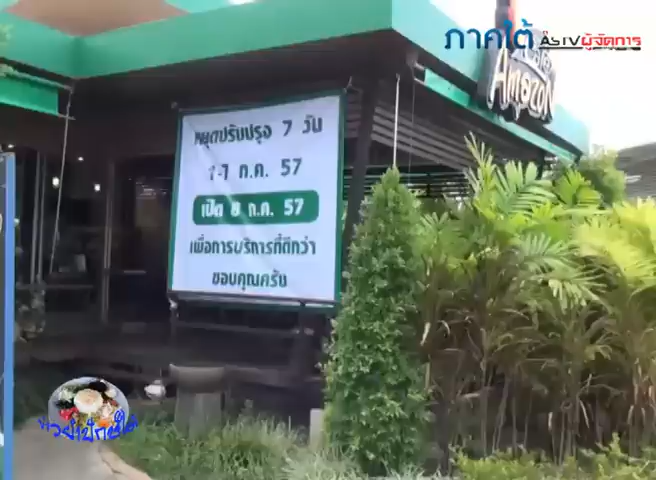 ภาคใต้ ASTVผู้จัดการ
Amazon
หยุดปรับปรุง 7 วัน
1-7 ก.ค. 57
เปิด 8 ก.ค. 57
เพื่อการบริการที่ดีกว่า
ขอบคุณครับ